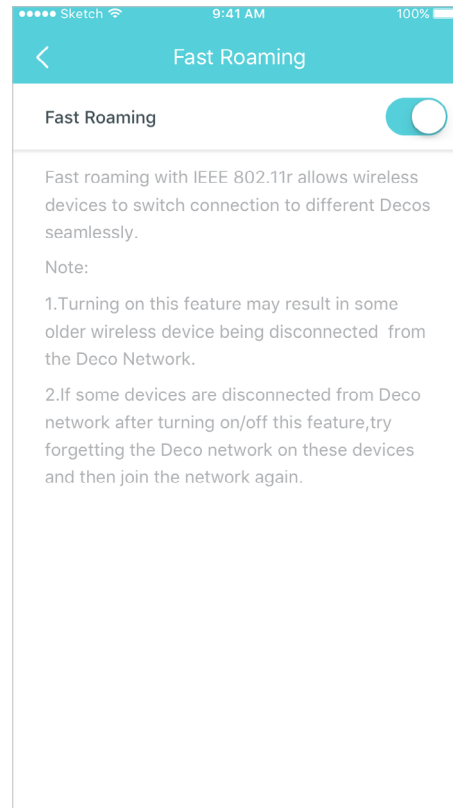 Sketch 9:41 AM 100%
Fast Roaming
Fast Roaming
Fast roaming with IEEE 802.11r allows wireless
devices to switch connection to different Decos
seamlessly.
Note:
1.Turning on this feature may result in some
older wireless device being disconnected  from
the Deco Network.
2.If some devices are disconnected from Deco
network after turning on/off this feature,try
forgetting the Deco network on these devices
and then join the network again.